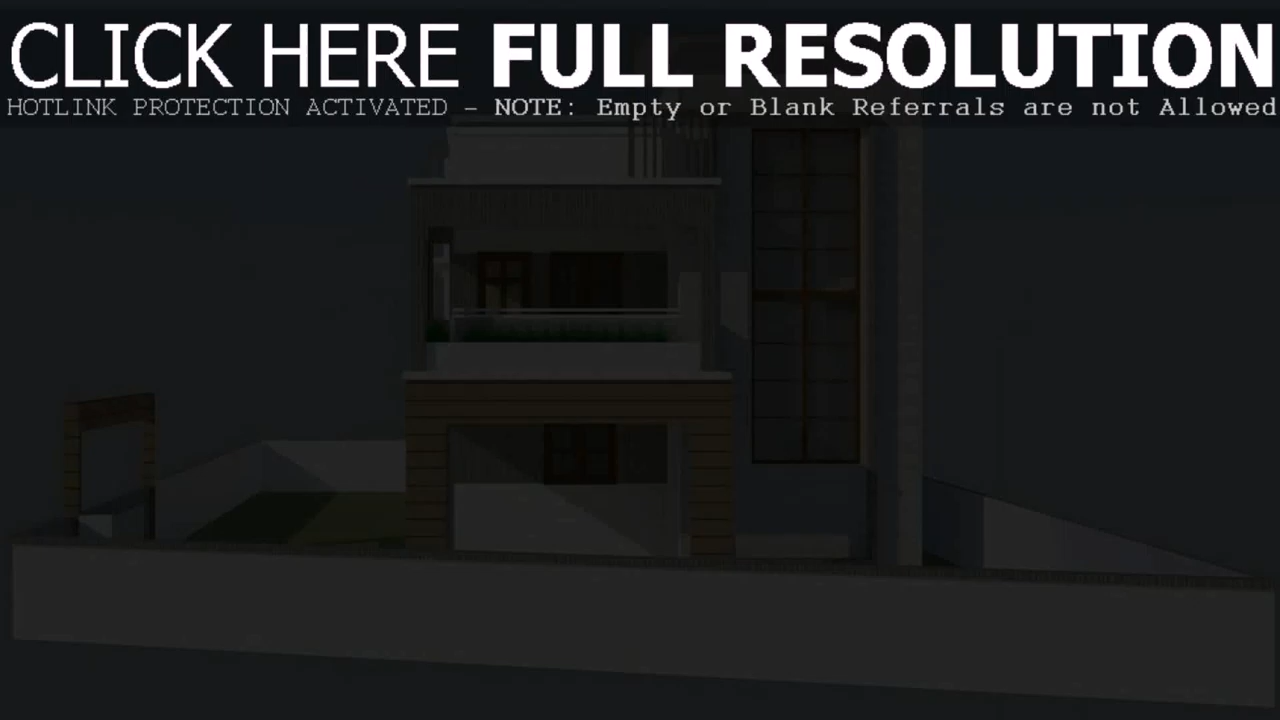 CLICK HERE FULL RESOLUTION
HOTLINK PROTECTION ACTIVATED – NOTE: Empty or Blank Referrals are not Allowed